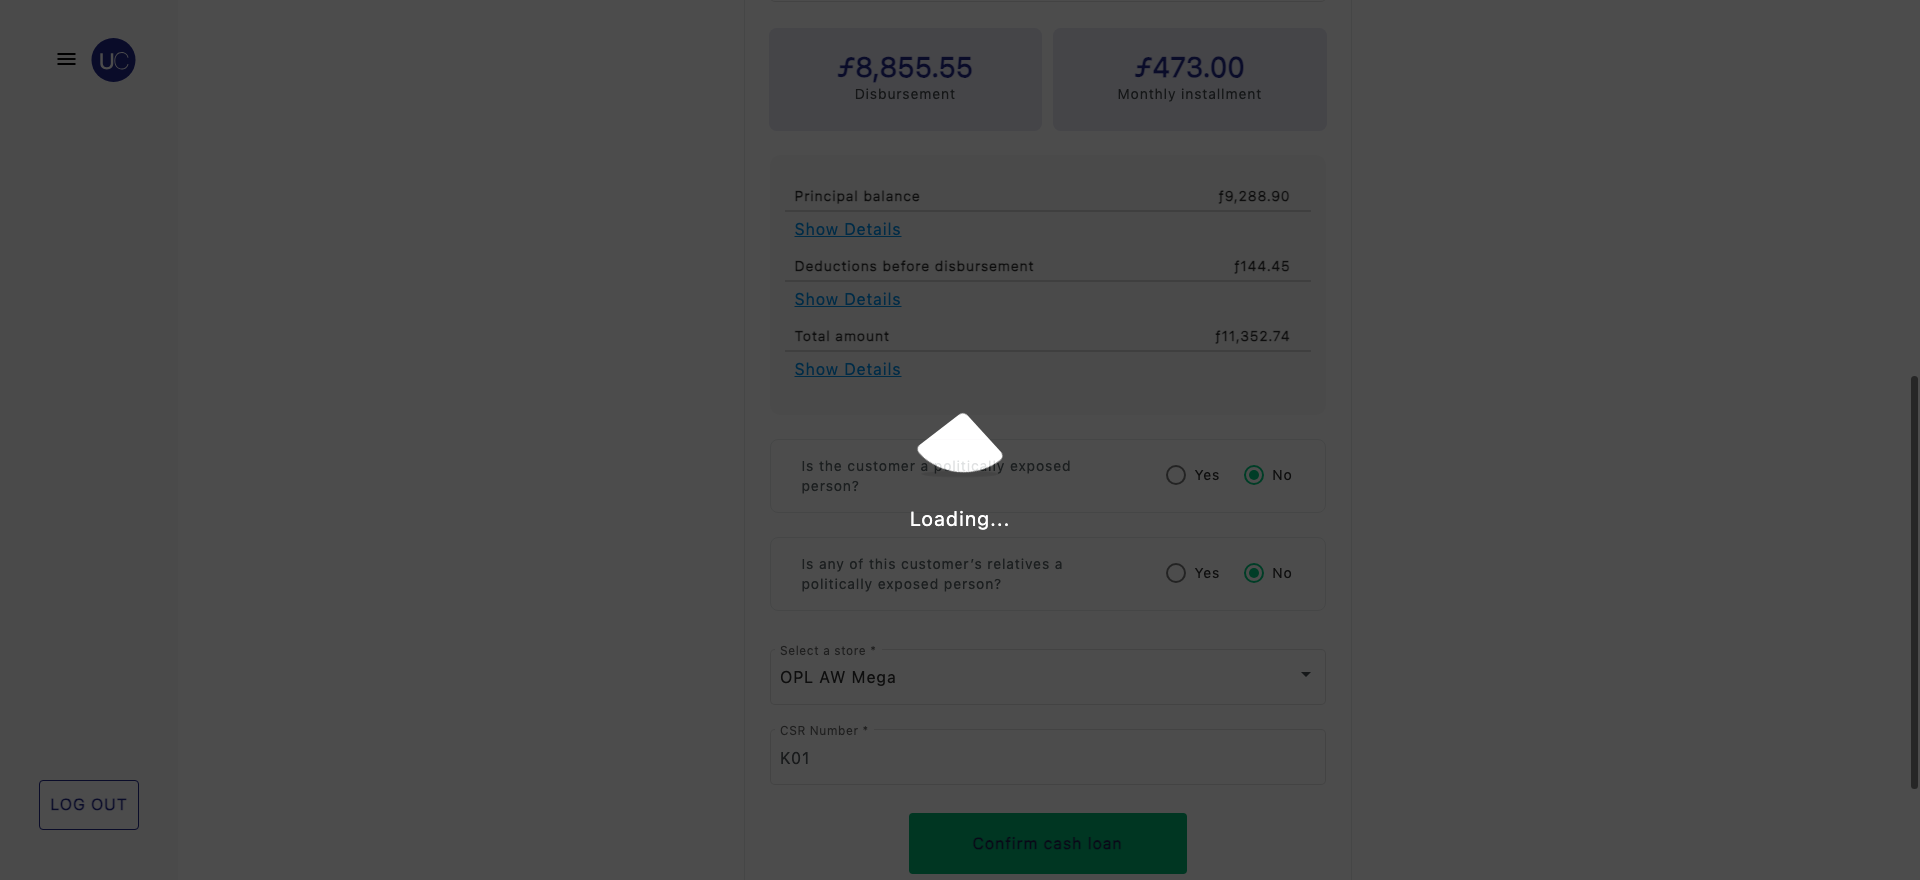 UC
ƒ8,855.55
Disbursement
ƒ473.00
Monthly installment
Principal balance ƒ9,288.90
Show Details
Deductions before disbursement ƒ144.45
Show Details
Total amount ƒ11,352.74
Show Details
Is the customer a politically exposed
person?
Yes No
Loading...
Is any of this customer's relatives a
politically exposed person?
Yes No
Select a store *
OPL AW Mega
CSR Number *
K01
LOG OUT
Confirm cash loan